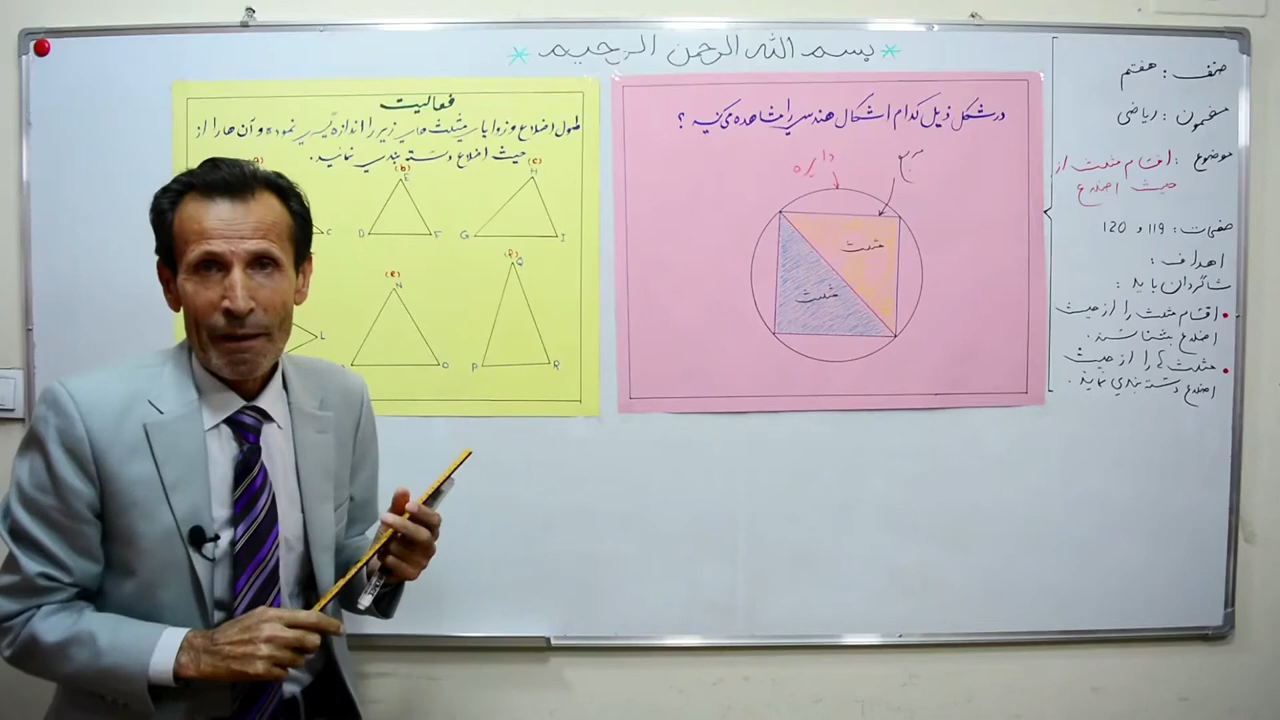 بسم الله الرحمن الرحیم
صنف : هفتم
مضمون : ریاضی
موضوع : اقسام مثلث از
حیث اضلاع
صفحات : 119 و 120
اهداف :
شاگردان باید :
اقسام مثلث را از حیث
اضلاع بشناسند .
مثلث ها را از حیث
اضلاع دسته بندی نمایند .
در شکل ذیل کدام اشکال هندسی را مشاهده می کنید ؟
دایره
مربع
مثلث
مثلث
فعالیت
طول اضلاع و زوایای مثلث های زیر را اندازه گیری نموده و آن ها را از
حیث اضلاع دسته بندی نمائید .
(a)
(b)
(c)
E
H
C
D
F
G
I
(e)
(f)
N
Q
L
O
P
R